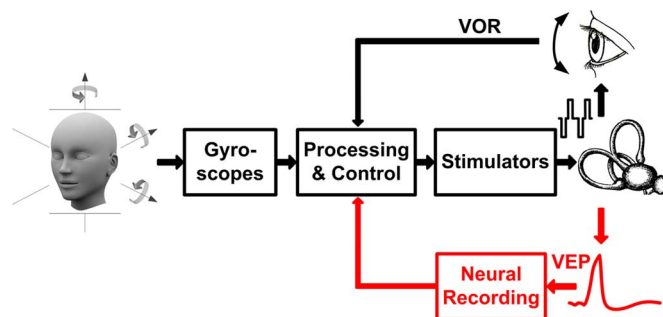 VOR
Gyro-
scopes
Processing
& Control
Stimulators
VEP
Neural
Recording